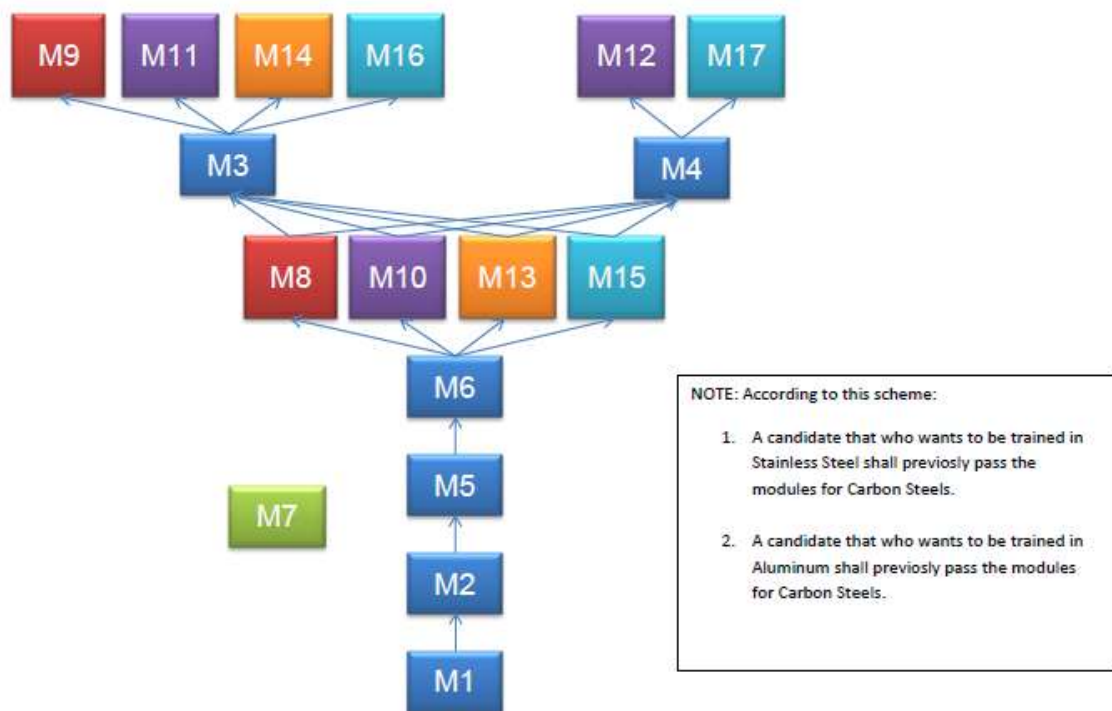 M9 M11 M14 M16 M12 M17
M3 M4
M8 M10 M13 M15
M6
NOTE: According to this scheme:
1. A candidate that who wants to be trained in
Stainless Steel shall previosly pass the
modules for Carbon Steels.
M5
M7
2. A candidate that who wants to be trained in
Aluminum shall previosly pass the modules
for Carbon Steels.
M2
M1